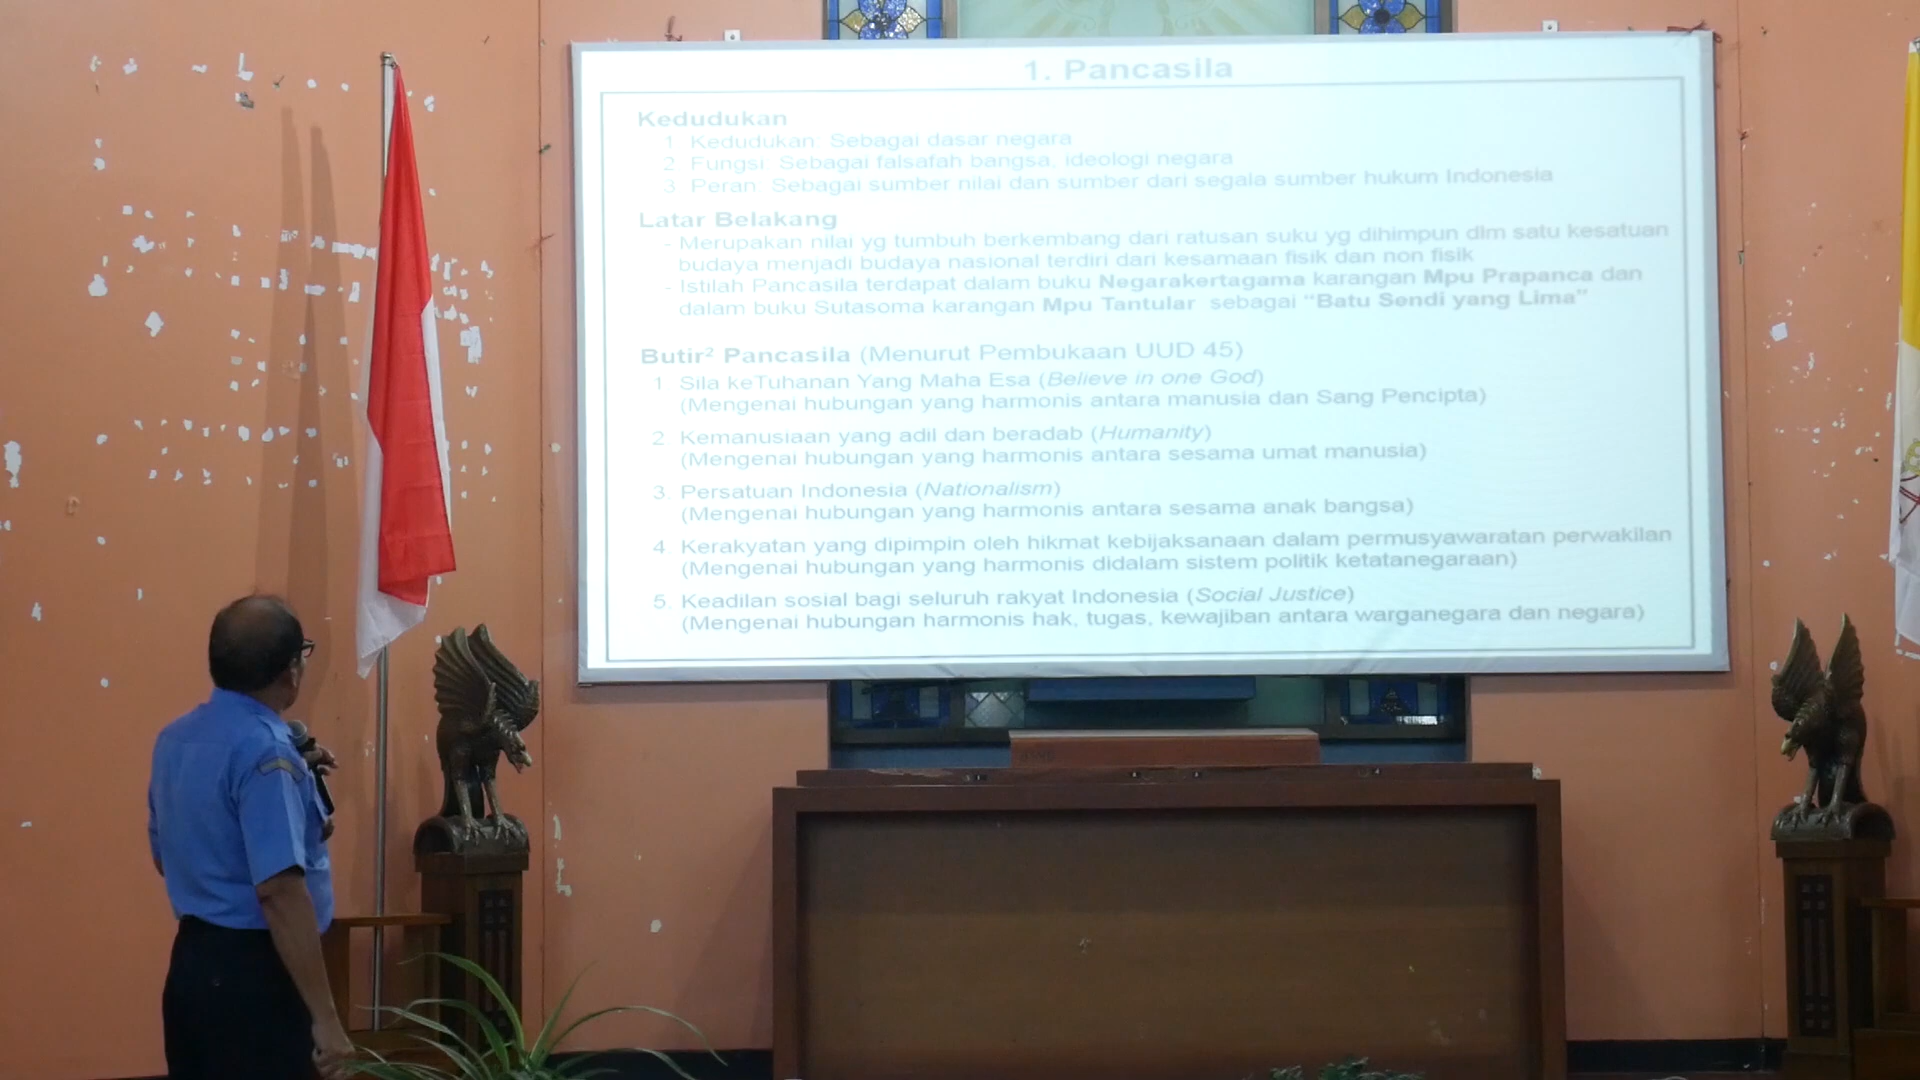 1. Pancasila
Kedudukan
1 Kedudukan: Sebagai dasar negara
2 Fungsi: Sebagai falsafah bangsa, ideologi negara
3 Peran: Sebagai sumber nilai dan sumber dari segala sumber hukum Indonesia
Latar Belakang
- Merupakan nilai yg tumbuh berkembang dari ratusan suku yg dihimpun dlm satu kesatuan
budaya menjadi budaya nasional terdiri dari kesamaan fisik dan non fisik
- Istilah Pancasila terdapat dalam buku Negarakertagama karangan Mpu Prapanca dan
dalam buku Sutasoma karangan Mpu Tantular sebagai “Batu Sendi yang Lima”
Butir² Pancasila (Menurut Pembukaan UUD 45)
1 Sila keTuhanan Yang Maha Esa (Believe in one God)
(Mengenai hubungan yang harmonis antara manusia dan Sang Pencipta)
2. Kemanusiaan yang adil dan beradab (Humanity)
(Mengenai hubungan yang harmonis antara sesama umat manusia)
3. Persatuan Indonesia (Nationalism)
(Mengenai hubungan yang harmonis antara sesama anak bangsa)
4. Kerakyatan yang dipimpin oleh hikmat kebijaksanaan dalam permusyawaratan perwakilan
(Mengenai hubungan yang harmonis didalam sistem politik ketatanegaraan)
5. Keadilan sosial bagi seluruh rakyat Indonesia (Social Justice)
(Mengenai hubungan harmonis hak, tugas, kewajiban antara warganegara dan negara)